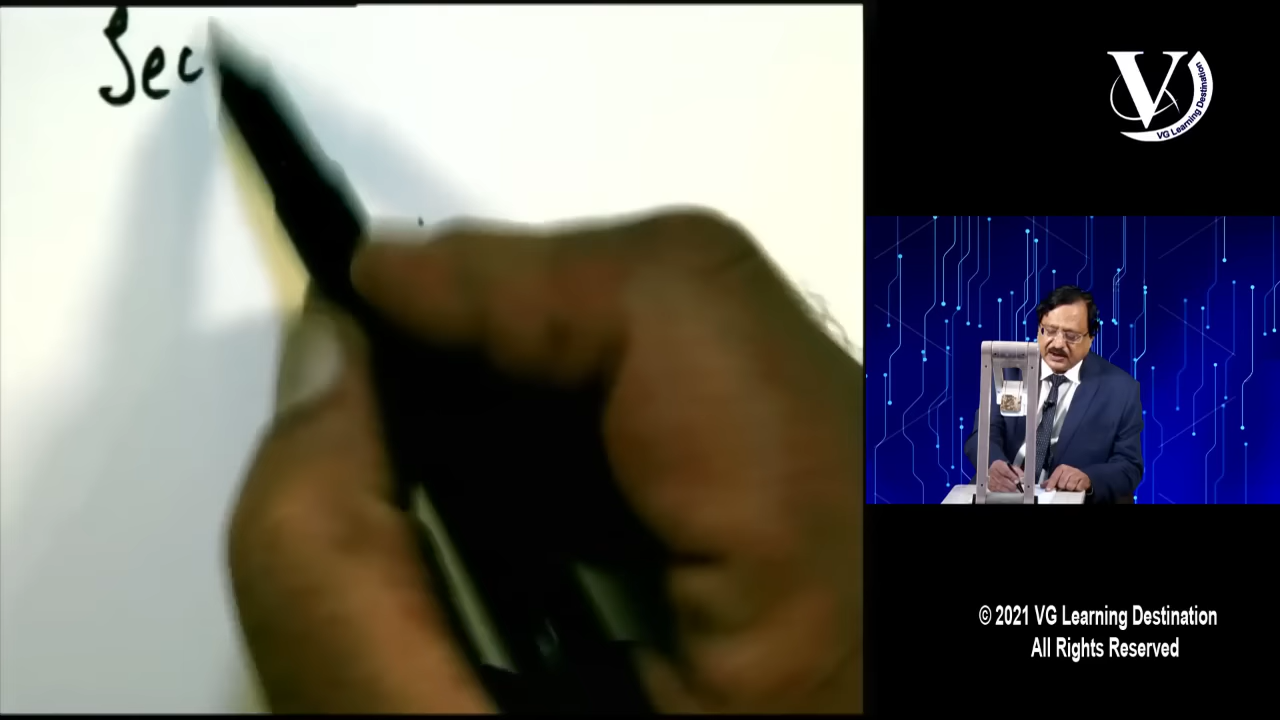 Sec
V
VG Learning Destination
© 2021 VG Learning Destination
All Rights Reserved